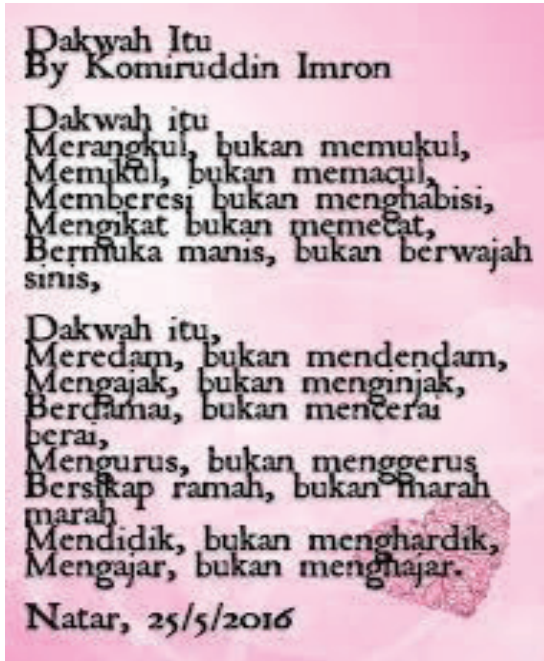 Dakwah Itu
By Komiruddin Imron
Dakwah itu
Merangkul, bukan memukul,
Memikul, bukan memacul,
Memberesi bukan menghabisi,
Mengikat bukan memecat,
Bermuka manis, bukan berwajah
sinis,
Dakwah itu,
Meredam, bukan mendendam,
Mengajak, bukan menginjak,
Berdamai, bukan mencerai
berai,
Mengurus, bukan menggerus
Bersikap ramah, bukan marah
marah
Mendidik, bukan menghardik,
Mengajar, bukan menghajar.
Natar, 25/5/2016